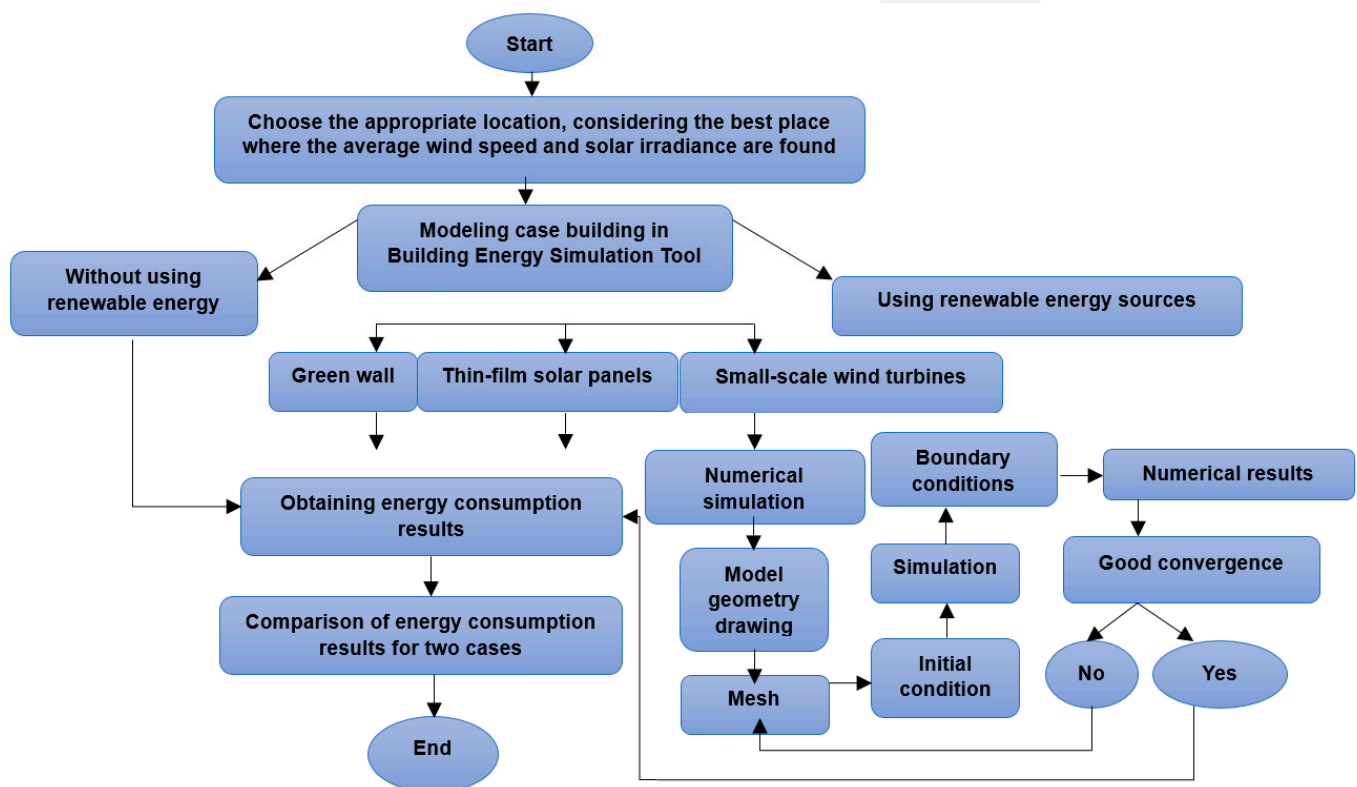 Start
Choose the appropriate location, considering the best place
where the average wind speed and solar irradiance are found
Modeling case building in
Building Energy Simulation Tool
Without using
renewable energy
Using renewable energy sources
Green wall
Thin-film solar panels
Small-scale wind turbines
Obtaining energy consumption
results
Numerical
simulation
Boundary
conditions
Numerical results
Model
geometry
drawing
Simulation
Good convergence
Comparison of energy consumption
results for two cases
Mesh
Initial
condition
No
Yes
End